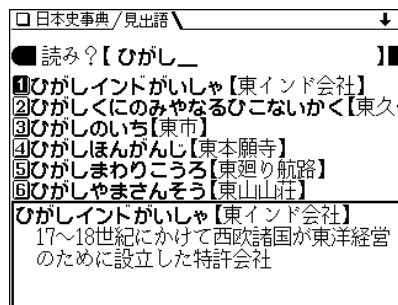 日本史事典/見出語
読み?【ひがし_ 】
1ひがしインドがいしゃ【東インド会社】
2ひがしくにのみやなるひこないかく【東久
3ひがしのいち【東市】
4ひがしほんがんじ【東本願寺】
5ひがしまわりこうろ【東廻り航路】
6ひがしやまさんそう【東山山荘】
ひがしインドがいしゃ【東インド会社】
17〜18世紀にかけて西欧諸国が東洋経営
のために設立した特許会社